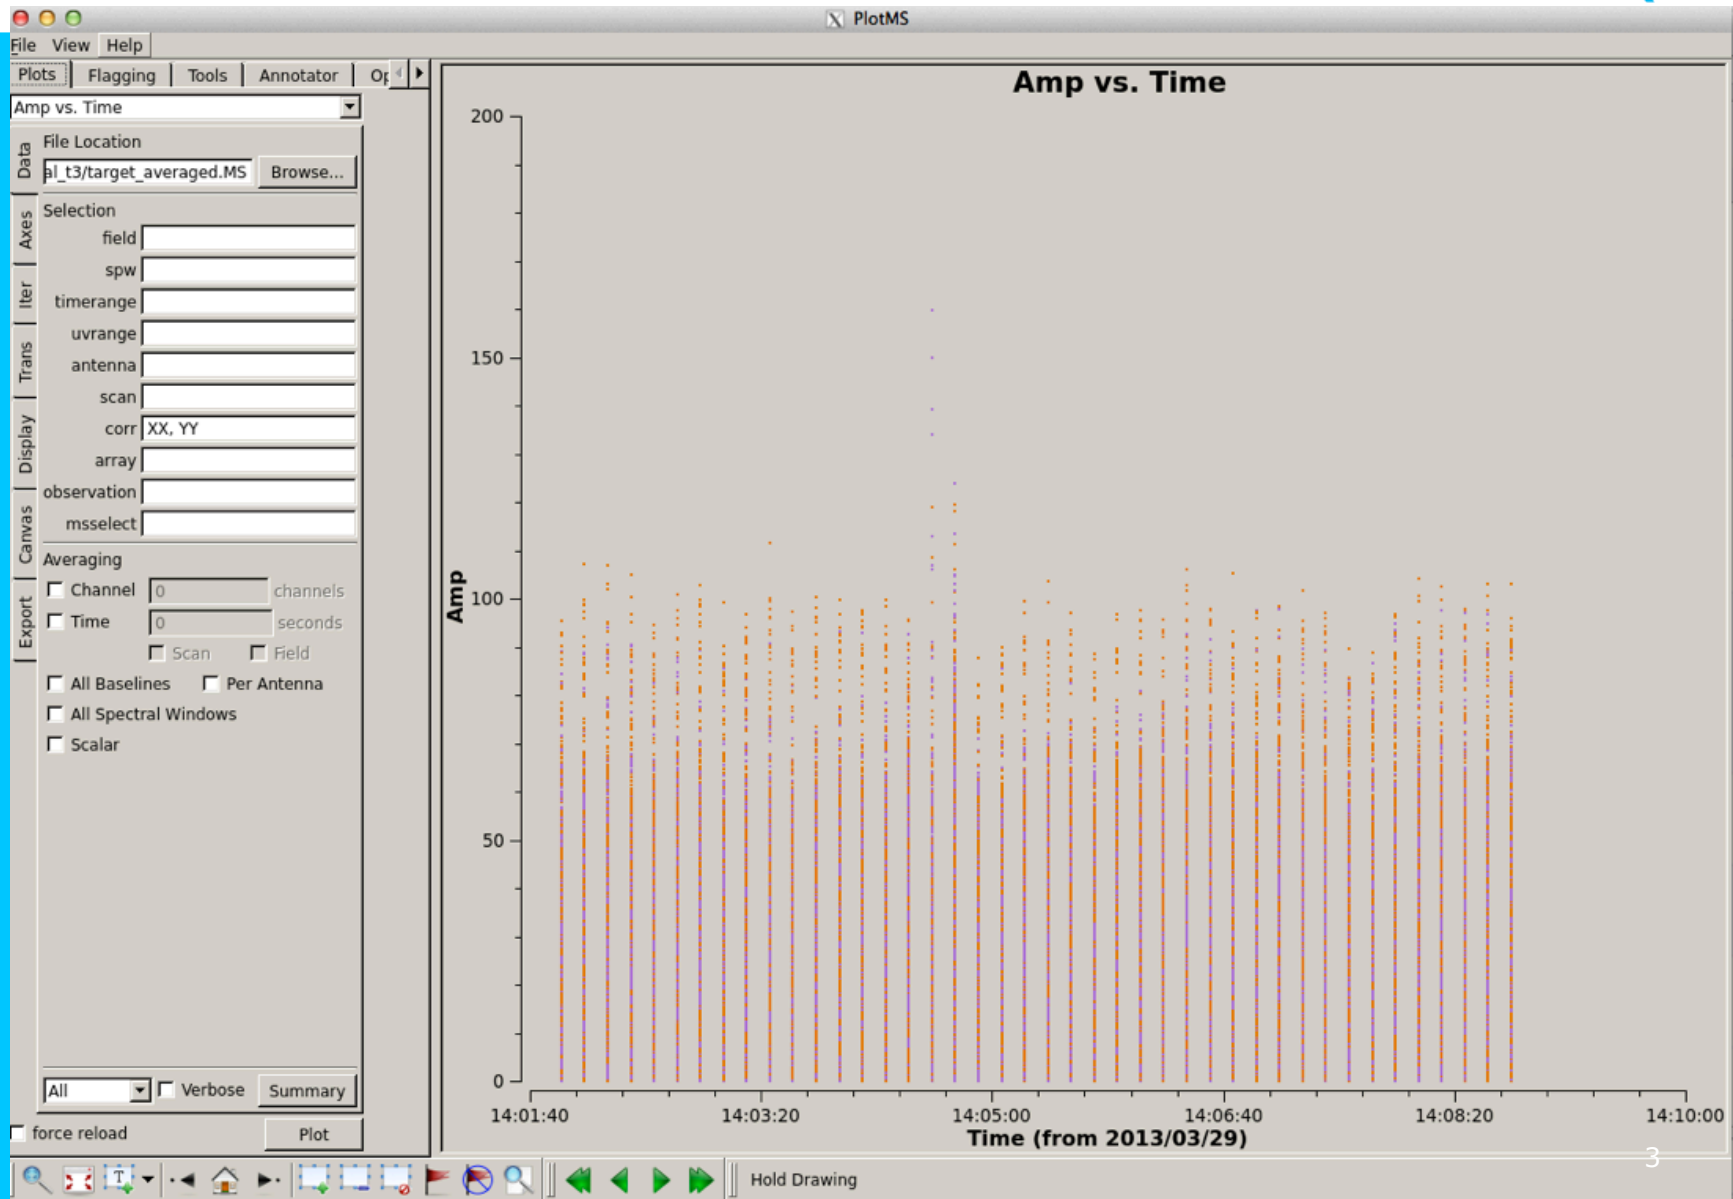 PlotMS
File View Help
Plots Flagging Tools Annotator Op
Amp vs. Time
Data
Axes
Iter
Trans
Display
Canvas
Export
File Location
al_t3/target_averaged.MS Browse...
Selection
field
spw
timerange
uvrange
antenna
scan
corr XX, YY
array
observation
msselect
Averaging
Channel 0 channels
Time 0 seconds
Scan Field
All Baselines Per Antenna
All Spectral Windows
Scalar
All Verbose Summary
force reload Plot
Amp vs. Time
200
150
100
50
0
Amp
14:01:40 14:03:20 14:05:00 14:06:40 14:08:20 14:10:00
Time (from 2013/03/29)
3
T Hold Drawing